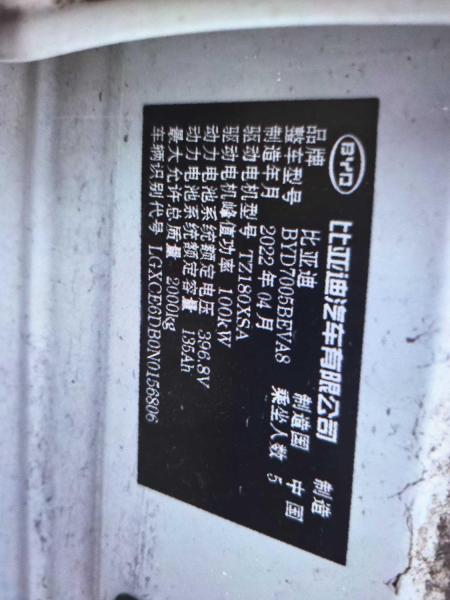 BYD 比亚迪汽车有限公司 制造
品牌 比亚迪 制造国 中国
整车型号 BYD7005BEVA8 乘坐人数 5
制造年月 2022年04月
驱动电机型号 TZ180XSA
驱动电机峰值功率 100kW
动力电池系统额定电压 396.8V
动力电池系统额定容量 135Ah
最大允许总质量 2000kg
车辆识别代号 LGXCE6DB0N0156806